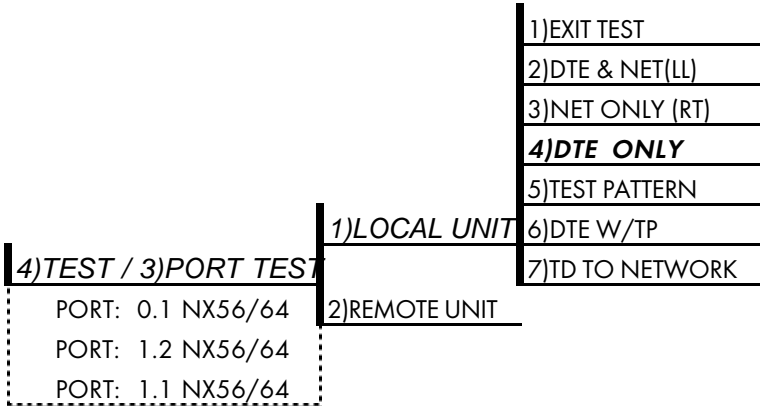 1)EXIT TEST
2)DTE & NET(LL)
3)NET ONLY (RT)
4)DTE ONLY
5)TEST PATTERN
1)LOCAL UNIT 6)DTE W/TP
4)TEST / 3)PORT TEST 7)TD TO NETWORK
PORT: 0.1 NX56/64 2)REMOTE UNIT
PORT: 1.2 NX56/64
PORT: 1.1 NX56/64